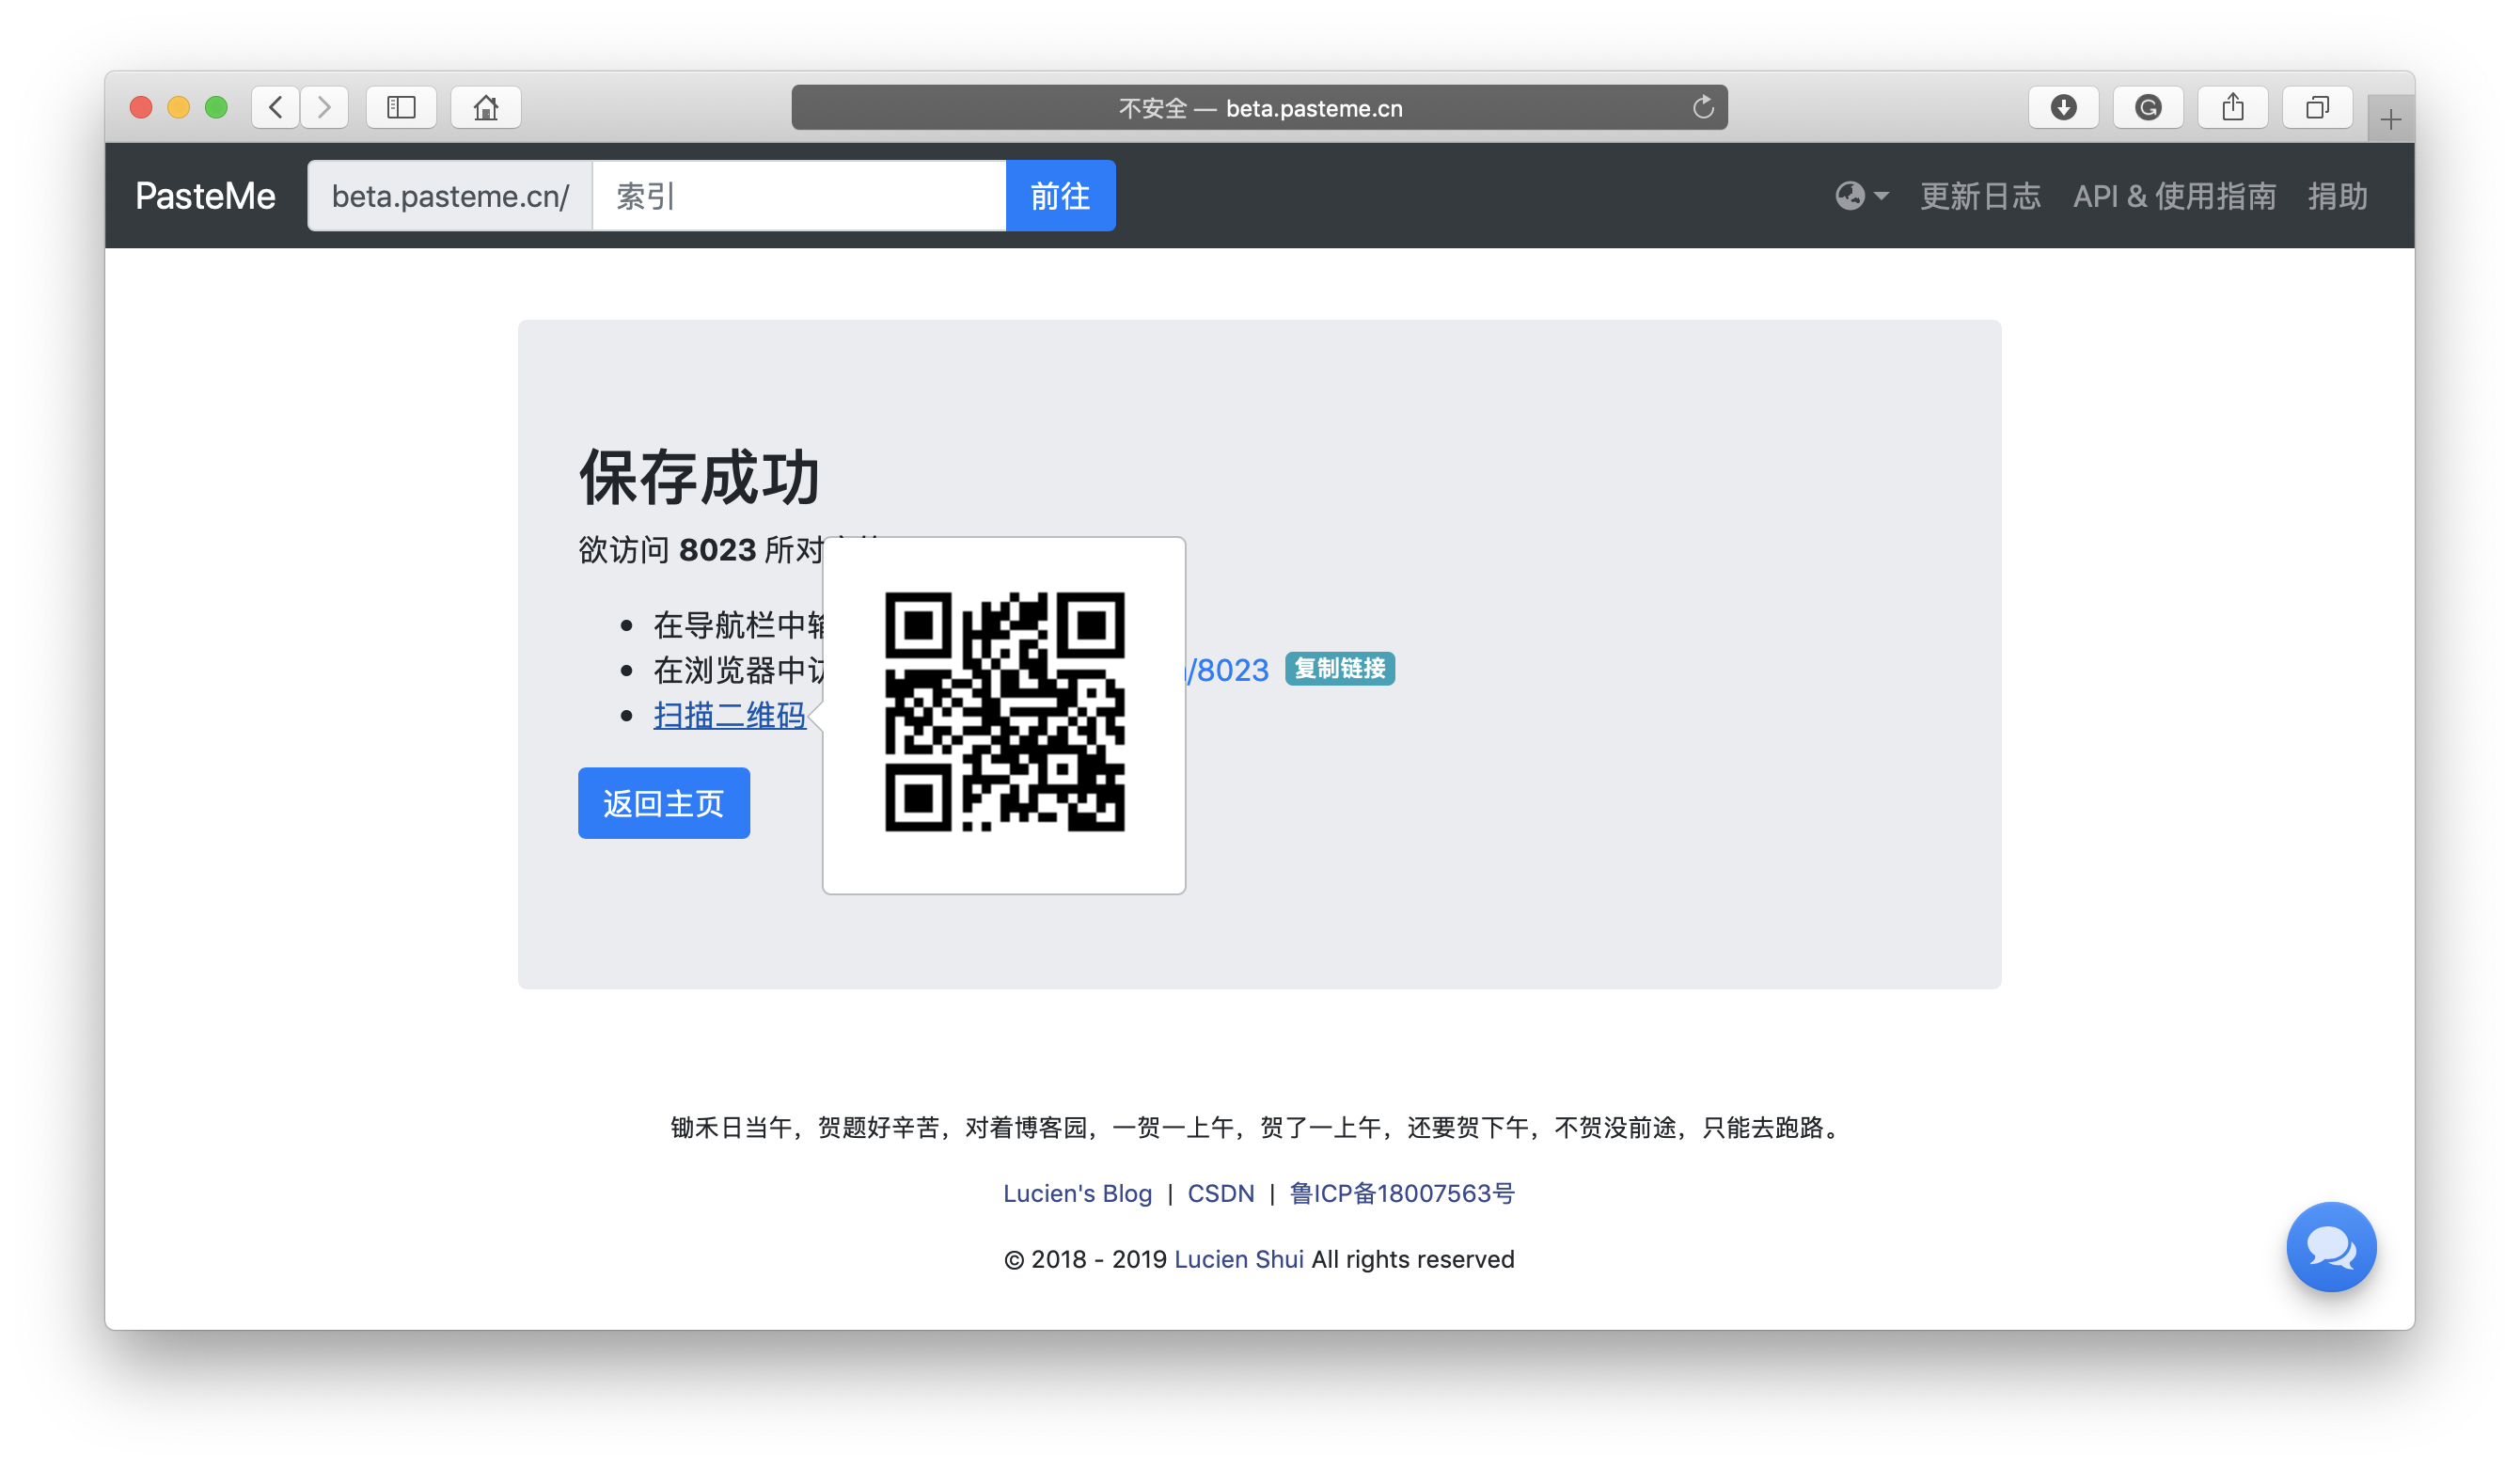 不安全 — beta.pasteme.cn
PasteMe beta.pasteme.cn/ 索引 前往 更新日志 API & 使用指南 捐助
保存成功
欲访问 8023 所对
在导航栏中
在浏览器中 /8023 复制链接
扫描二维码
返回主页
锄禾日当午，贺题好辛苦，对着博客园，一贺一上午，贺了一上午，还要贺下午，不贺没前途，只能去跑路。
Lucien's Blog | CSDN | 鲁ICP备18007563号
© 2018 - 2019 Lucien Shui All rights reserved